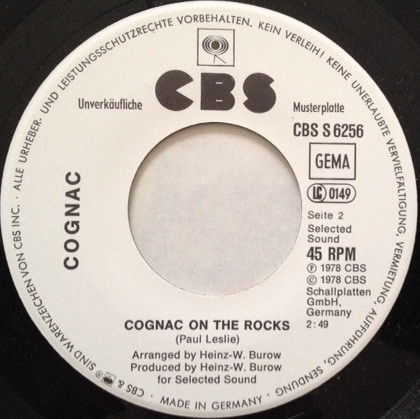 ALLE URHEBER- UND LEISTUNGSSCHUTZRECHTE VORBEHALTEN. KEIN VERLEIH! KEINE UNERLAUBTE VERVIELFÄLTIGUNG, VERMIETUNG, AUFFÜHRUNG, SENDUNG. • MADE IN GERMANY • CBS & SIND WARENZEICHEN VON CBS INC. •
CBS
Unverkäufliche
Musterplatte
CBS S 6256
GEMA
LC 0149
Seite 2
Selected
Sound
45 RPM
Ⓟ 1978 CBS
© 1978 CBS
Schallplatten
GmbH,
Germany
2:49
COGNAC
COGNAC ON THE ROCKS
(Paul Leslie)
Arranged by Heinz-W. Burow
Produced by Heinz-W. Burow
for Selected Sound